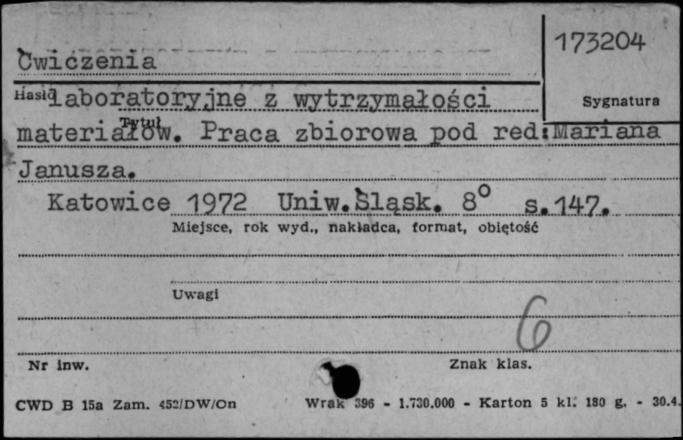 173204
Ćwiczenia
Hasło
Sygnatura
laboratoryjne z wytrzymałości
Tytuł
materiałów. Praca zbiorowa pod red: Mariana
Janusza.
Katowice 1972 Uniw.Śląsk. 8° s.147.
Miejsce, rok wyd., nakładca, format, objętość
Uwagi
6
Nr inw.
Znak klas.
CWD B 15a Zam. 452/DW/On Wrak 396 - 1.730.000 - Karton 5 kl. 180 g. - 30.4.